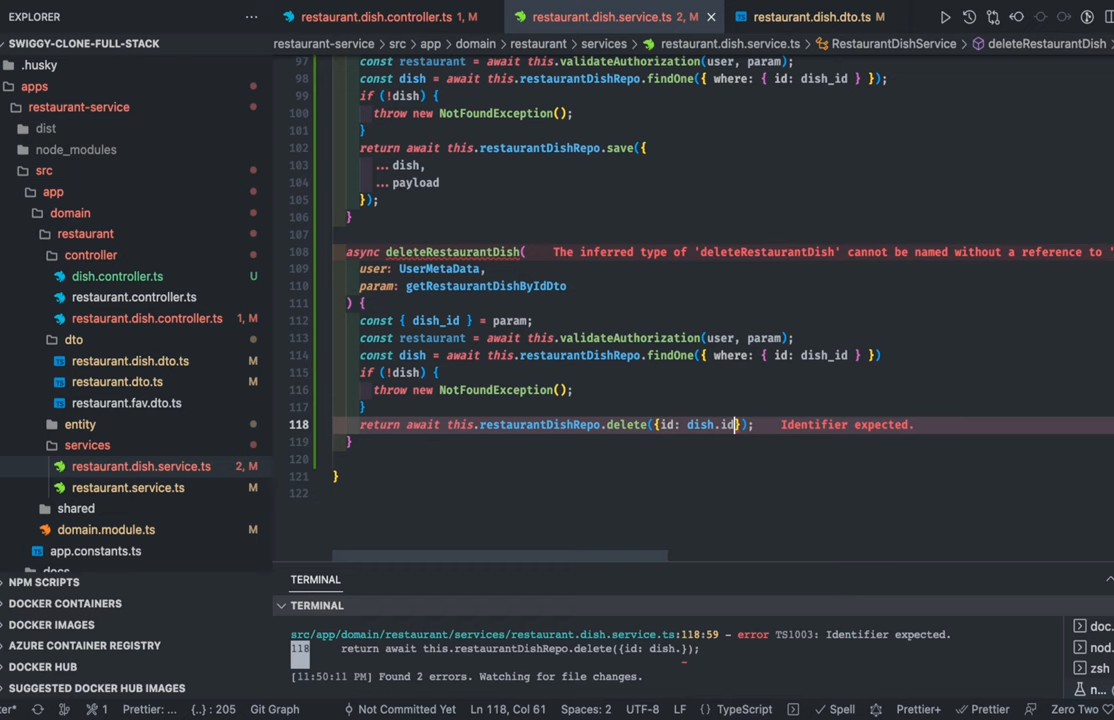 EXPLORER ...
restaurant.dish.controller.ts 1, M
restaurant.dish.service.ts 2, M
restaurant.dish.dto.ts M
SWIGGY-CLONE-FULL-STACK
restaurant-service > src > app > domain > restaurant > services > restaurant.dish.service.ts > RestaurantDishService > deleteRestaurantDish
.husky
apps
restaurant-service
dist
node_modules
src
app
domain
restaurant
controller
dish.controller.ts U
restaurant.controller.ts
restaurant.dish.controller.ts 1, M
dto
restaurant.dish.dto.ts M
restaurant.dto.ts M
restaurant.fav.dto.ts
entity
services
restaurant.dish.service.ts 2, M
restaurant.service.ts M
shared
domain.module.ts M
app.constants.ts
NPM SCRIPTS
DOCKER CONTAINERS
DOCKER IMAGES
AZURE CONTAINER REGISTRY
DOCKER HUB
SUGGESTED DOCKER HUB IMAGES
97 const restaurant = await this.validateAuthorization(user, param);
98 const dish = await this.restaurantDishRepo.findOne({ where: { id: dish_id } });
99 if (!dish) {
100 throw new NotFoundException();
101 }
102 return await this.restaurantDishRepo.save({
103 ...dish,
104 ...payload
105 });
106 }
107
108 async deleteRestaurantDish( The inferred type of 'deleteRestaurantDish' cannot be named without a reference to '
109 user: UserMetaData,
110 param: getRestaurantDishByIdDto
111 ) {
112 const { dish_id } = param;
113 const restaurant = await this.validateAuthorization(user, param);
114 const dish = await this.restaurantDishRepo.findOne({ where: { id: dish_id } })
115 if (!dish) {
116 throw new NotFoundException();
117 }
118 return await this.restaurantDishRepo.delete({id: dish.id}); Identifier expected.
119 }
120
121 }
122
TERMINAL
TERMINAL
src/app/domain/restaurant/services/restaurant.dish.service.ts:118:59 - error TS1003: Identifier expected.
118 return await this.restaurantDishRepo.delete({id: dish.});
~
[11:50:11 PM] Found 2 errors. Watching for file changes.
doc.
nod.
zsh
n...
ter* 1 Prettier: ... {..} : 205 Git Graph Not Committed Yet Ln 118, Col 61 Spaces: 2 UTF-8 LF {} TypeScript Spell Prettier+ Prettier Zero Two